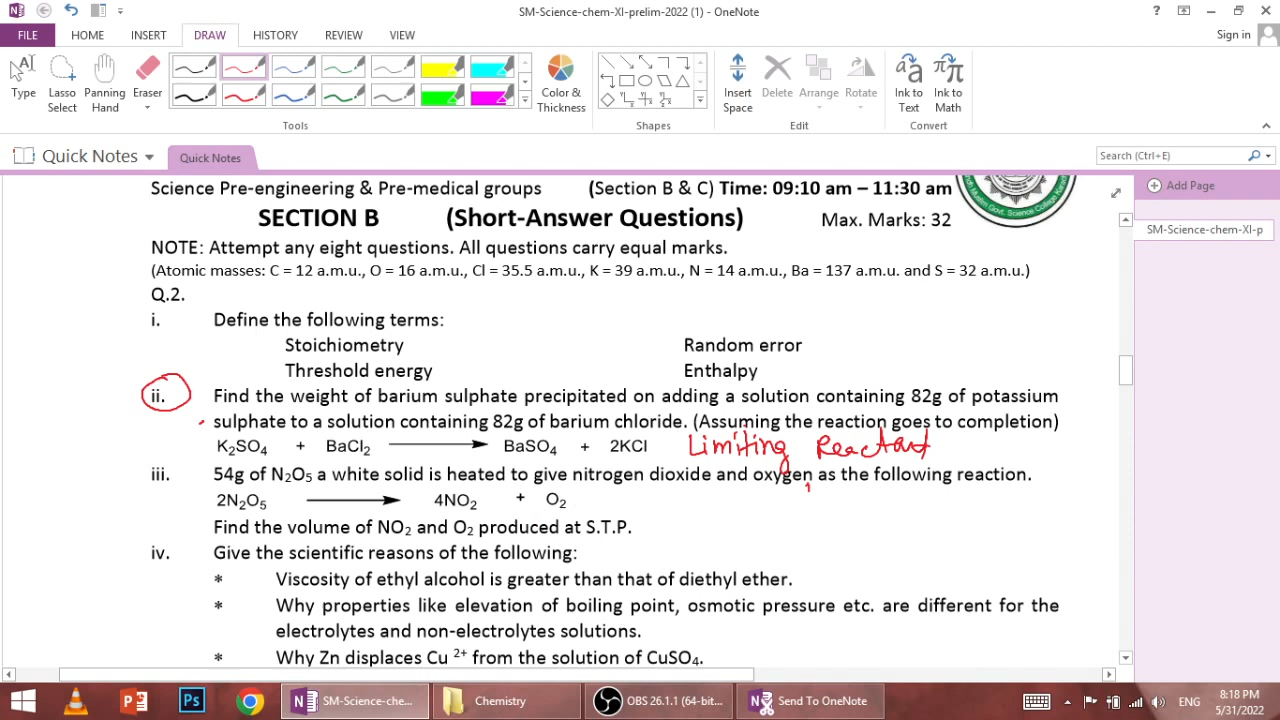 SM-Science-chem-XI-prelim-2022 (1) - OneNote
FILE HOME INSERT DRAW HISTORY REVIEW VIEW Sign in
Type Lasso Select Panning Hand Eraser Color & Thickness Insert Space Delete Arrange Rotate Ink to Text Ink to Math
Tools Shapes Edit Convert
Quick Notes Quick Notes Search (Ctrl+E)
Add Page
SM-Science-chem-XI-p
Science Pre-engineering & Pre-medical groups (Section B & C) Time: 09:10 am – 11:30 am
SECTION B (Short-Answer Questions) Max. Marks: 32
NOTE: Attempt any eight questions. All questions carry equal marks.
(Atomic masses: C = 12 a.m.u., O = 16 a.m.u., Cl = 35.5 a.m.u., K = 39 a.m.u., N = 14 a.m.u., Ba = 137 a.m.u. and S = 32 a.m.u.)
Q.2.
i. Define the following terms:
Stoichiometry Random error
Threshold energy Enthalpy
ii. Find the weight of barium sulphate precipitated on adding a solution containing 82g of potassium
sulphate to a solution containing 82g of barium chloride. (Assuming the reaction goes to completion)
K₂SO₄ + BaCl₂ ⟶ BaSO₄ + 2KCl Limiting Reactant
iii. 54g of N₂O₅ a white solid is heated to give nitrogen dioxide and oxygen as the following reaction.
2N₂O₅ ⟶ 4NO₂ + O₂
Find the volume of NO₂ and O₂ produced at S.T.P.
iv. Give the scientific reasons of the following:
* Viscosity of ethyl alcohol is greater than that of diethyl ether.
* Why properties like elevation of boiling point, osmotic pressure etc. are different for the
electrolytes and non-electrolytes solutions.
* Why Zn displaces Cu ²⁺ from the solution of CuSO₄.
SM-Science-che... Chemistry OBS 26.1.1 (64-bit... Send To OneNote ENG 8:18 PM
5/31/2022